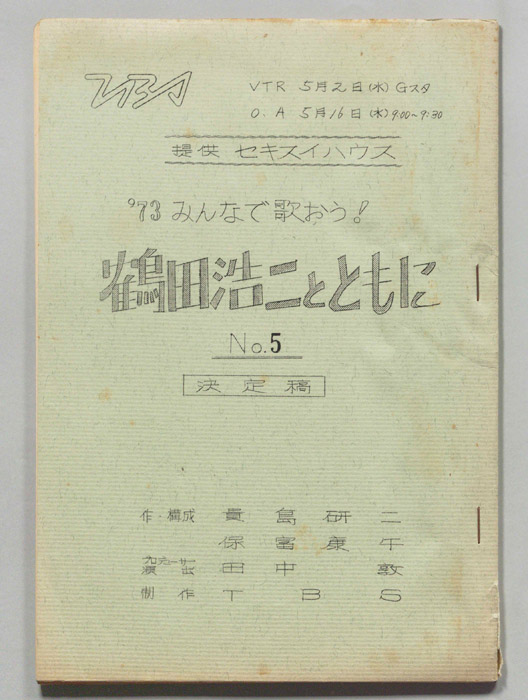 TBS
VTR 5月2日(水) Gスタ
O.A 5月16日(水) 9:00~9:30
提供 セキスイハウス
'73 みんなで歌おう!
鶴田浩二とともに
No.5
決定稿
作・構成 貴島研二
保富康午
プロデューサー
演出 田中敦
制作 TBS